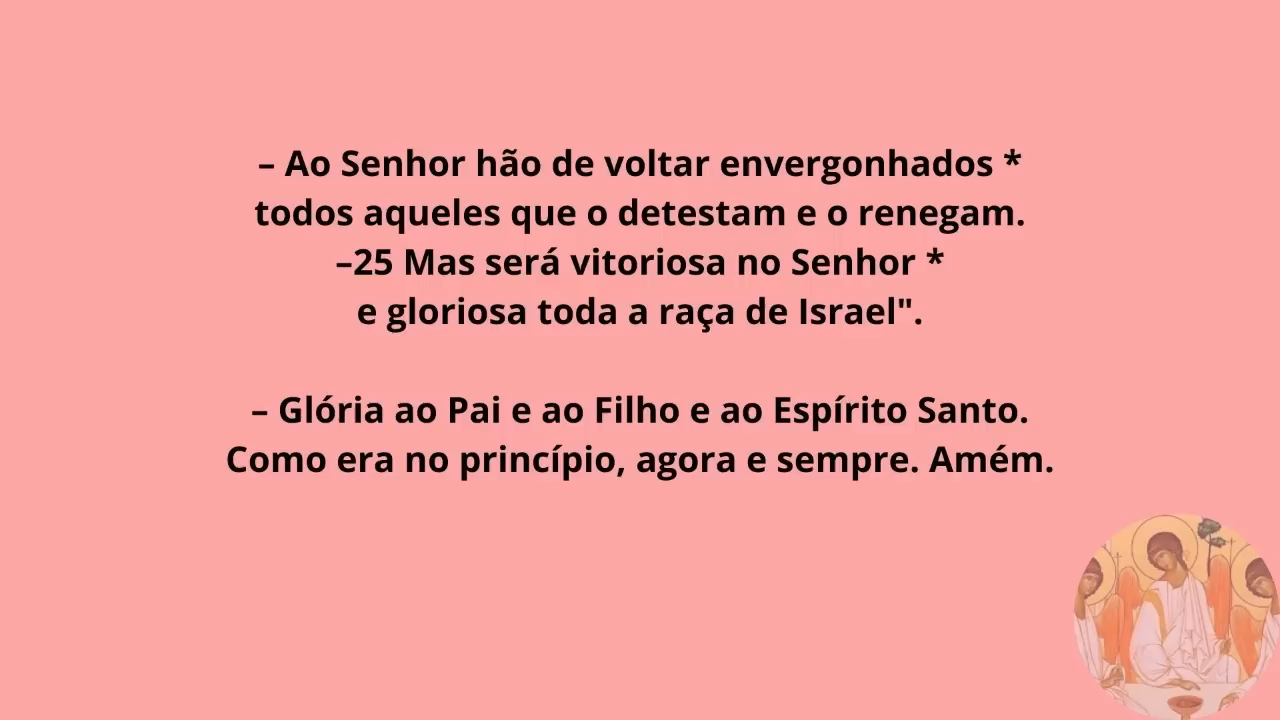 – Ao Senhor hão de voltar envergonhados *
todos aqueles que o detestam e o renegam.
–25 Mas será vitoriosa no Senhor *
e gloriosa toda a raça de Israel".
– Glória ao Pai e ao Filho e ao Espírito Santo.
Como era no princípio, agora e sempre. Amém.